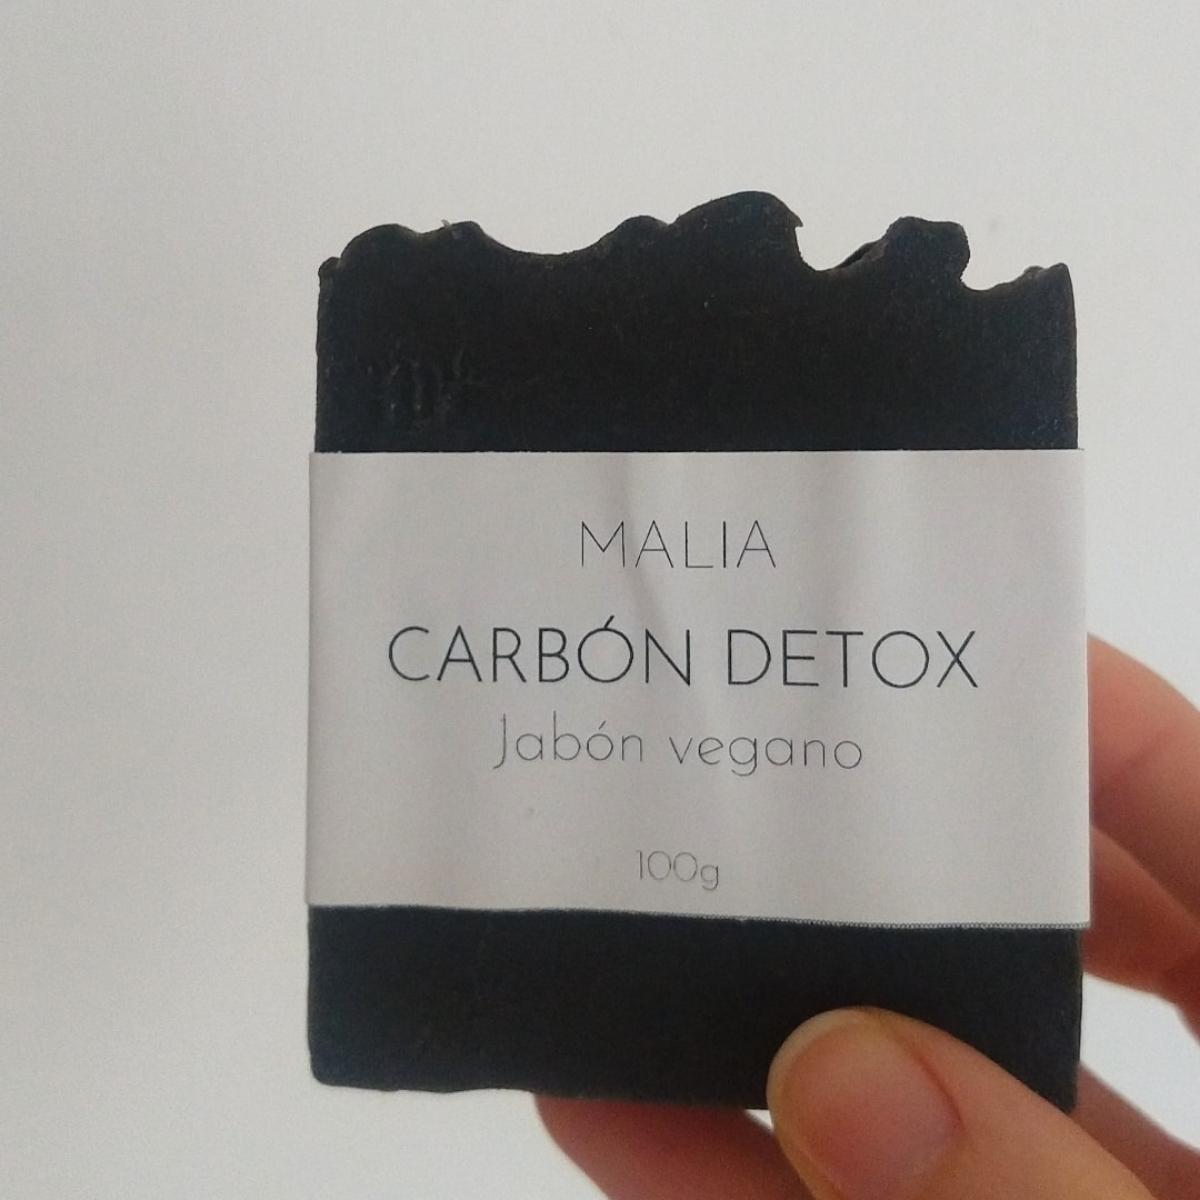 MALIA
CARBÓN DETOX
Jabón vegano
100g